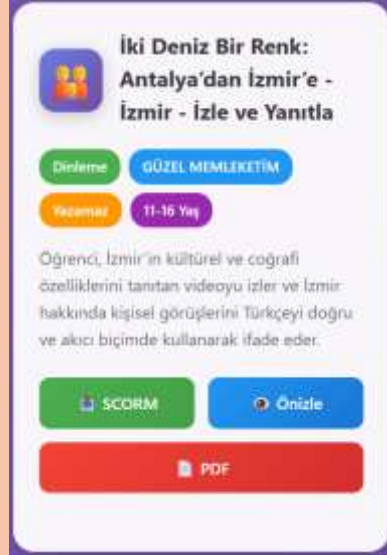 İki Deniz Bir Renk:
Antalya'dan İzmir'e -
İzmir - İzle ve Yanıtla
Dinleme
GÜZEL MEMLEKETİM
Yazamaz
11-16 Yaş
Öğrenci, İzmir'in kültürel ve coğrafi
özelliklerini tanıtan videoyu izler ve İzmir
hakkında kişisel görüşlerini Türkçeyi doğru
ve akıcı biçimde kullanarak ifade eder.
SCORM
Önizle
PDF